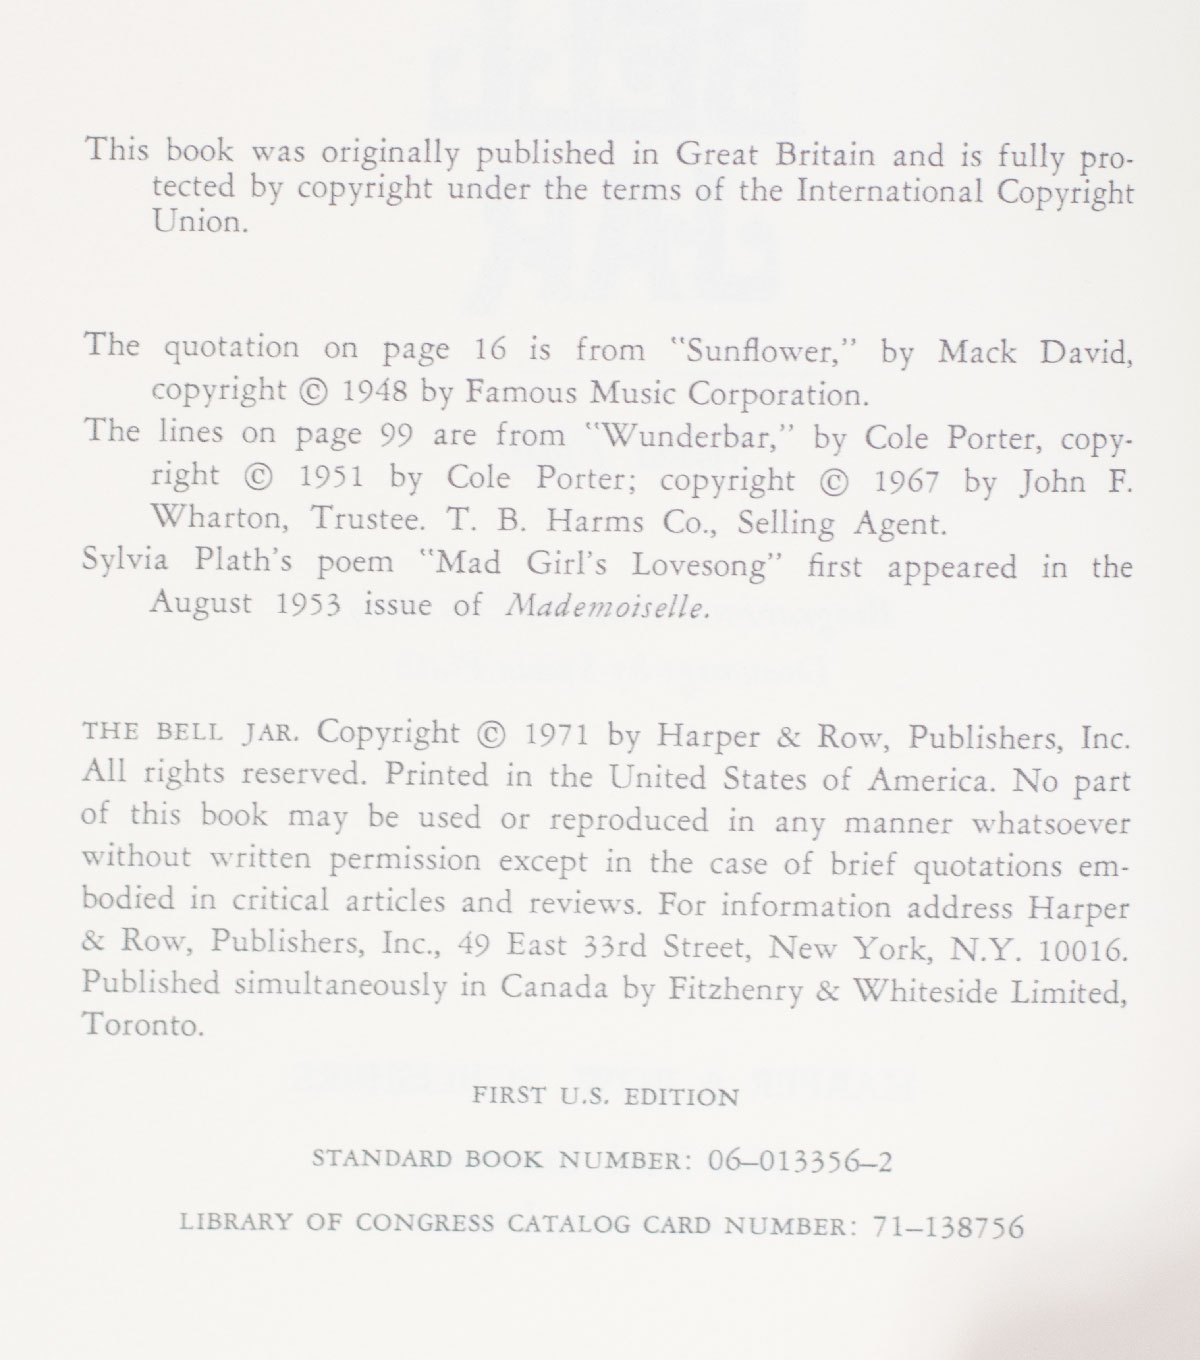 This book was originally published in Great Britain and is fully pro-
tected by copyright under the terms of the International Copyright
Union.
The quotation on page 16 is from "Sunflower," by Mack David,
copyright © 1948 by Famous Music Corporation.
The lines on page 99 are from "Wunderbar," by Cole Porter, copy-
right © 1951 by Cole Porter; copyright © 1967 by John F.
Wharton, Trustee. T. B. Harms Co., Selling Agent.
Sylvia Plath's poem "Mad Girl's Lovesong" first appeared in the
August 1953 issue of Mademoiselle.
THE BELL JAR. Copyright © 1971 by Harper & Row, Publishers, Inc.
All rights reserved. Printed in the United States of America. No part
of this book may be used or reproduced in any manner whatsoever
without written permission except in the case of brief quotations em-
bodied in critical articles and reviews. For information address Harper
& Row, Publishers, Inc., 49 East 33rd Street, New York, N.Y. 10016.
Published simultaneously in Canada by Fitzhenry & Whiteside Limited,
Toronto.
FIRST U.S. EDITION
STANDARD BOOK NUMBER: 06–013356–2
LIBRARY OF CONGRESS CATALOG CARD NUMBER: 71–138756